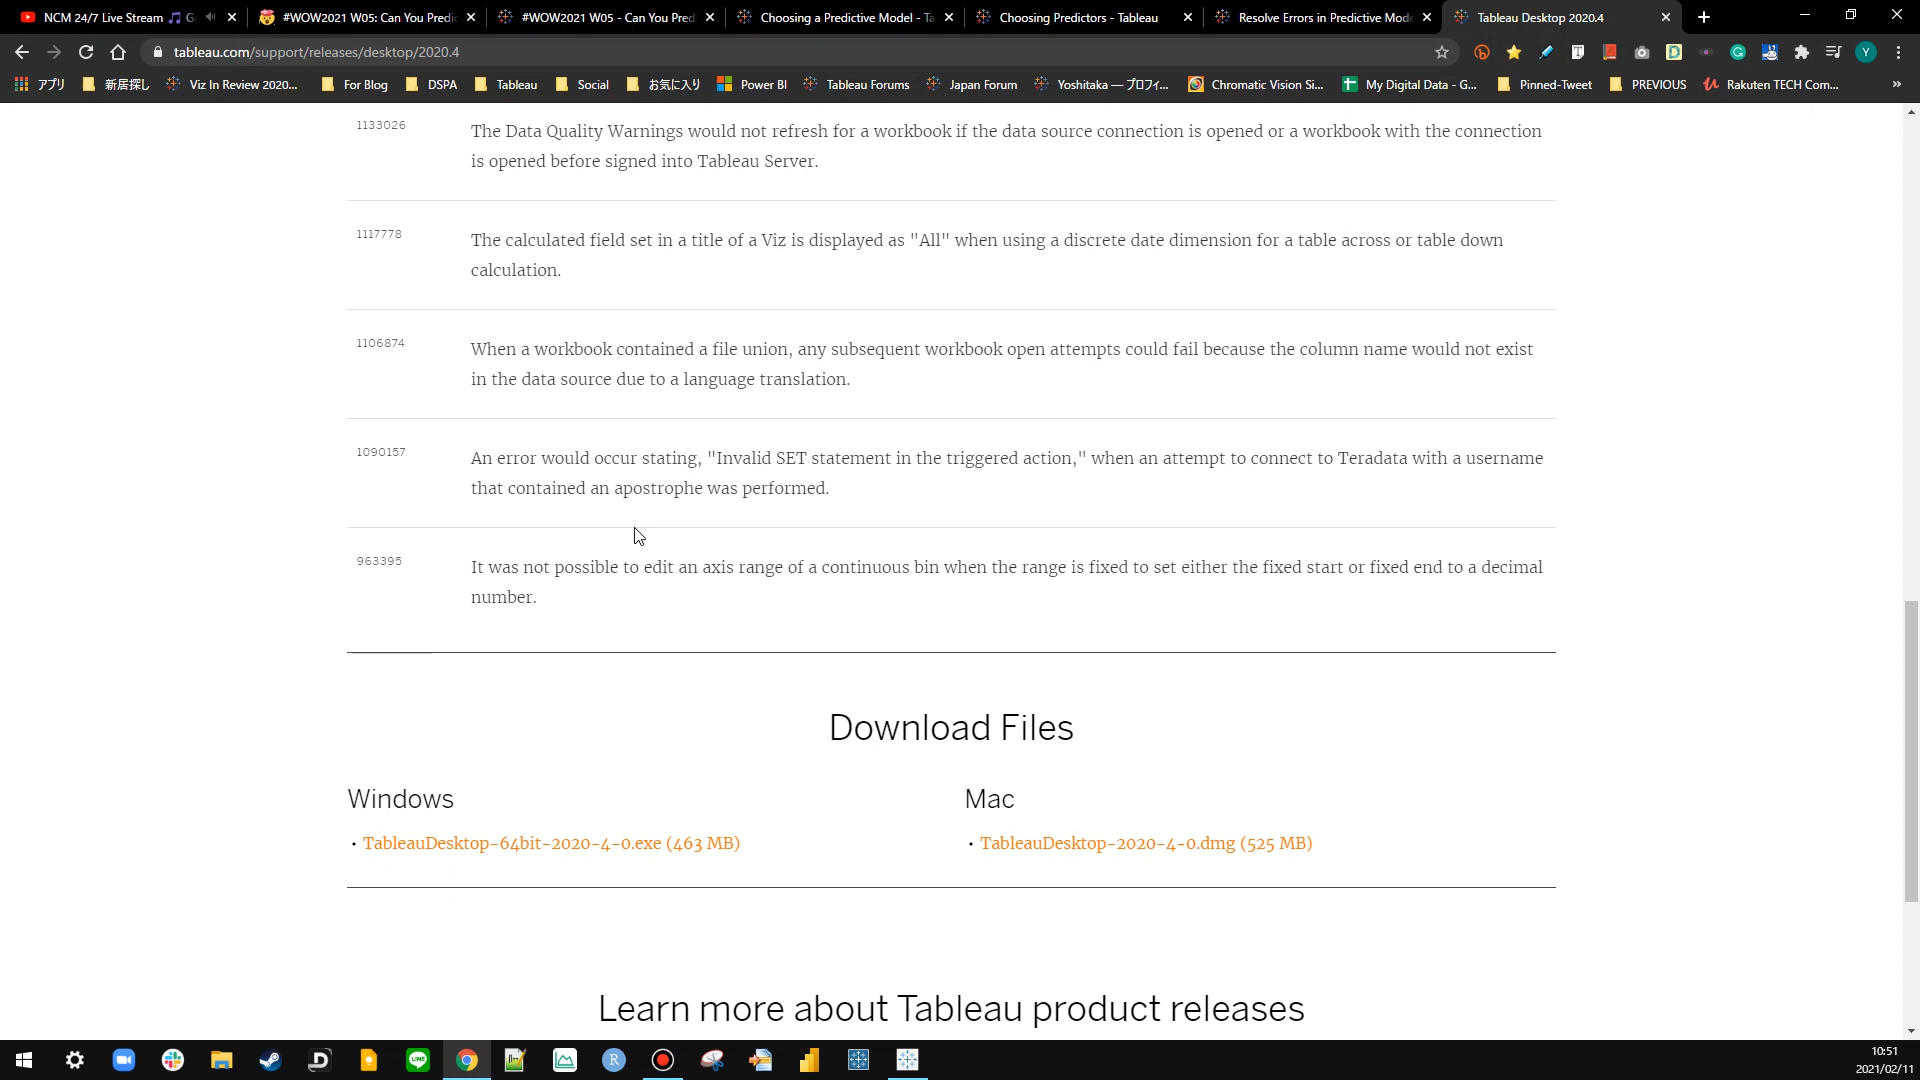 NCM 24/7 Live Stream
#WOW2021 W05: Can You Predic
#WOW2021 W05 - Can You Pred
Choosing a Predictive Model - Ta
Choosing Predictors - Tableau
Resolve Errors in Predictive Mode
Tableau Desktop 2020.4
tableau.com/support/releases/desktop/2020.4
アプリ 新居探し Viz In Review 2020... For Blog DSPA Tableau Social お気に入り Power BI Tableau Forums Japan Forum Yoshitaka — プロフィ... Chromatic Vision Si... My Digital Data - G... Pinned-Tweet PREVIOUS Rakuten TECH Com... »
1133026
The Data Quality Warnings would not refresh for a workbook if the data source connection is opened or a workbook with the connection
is opened before signed into Tableau Server.
1117778
The calculated field set in a title of a Viz is displayed as "All" when using a discrete date dimension for a table across or table down
calculation.
1106874
When a workbook contained a file union, any subsequent workbook open attempts could fail because the column name would not exist
in the data source due to a language translation.
1090157
An error would occur stating, "Invalid SET statement in the triggered action," when an attempt to connect to Teradata with a username
that contained an apostrophe was performed.
963395
It was not possible to edit an axis range of a continuous bin when the range is fixed to set either the fixed start or fixed end to a decimal
number.
Download Files
Windows
• TableauDesktop-64bit-2020-4-0.exe (463 MB)
Mac
• TableauDesktop-2020-4-0.dmg (525 MB)
Learn more about Tableau product releases
10:51
2021/02/11